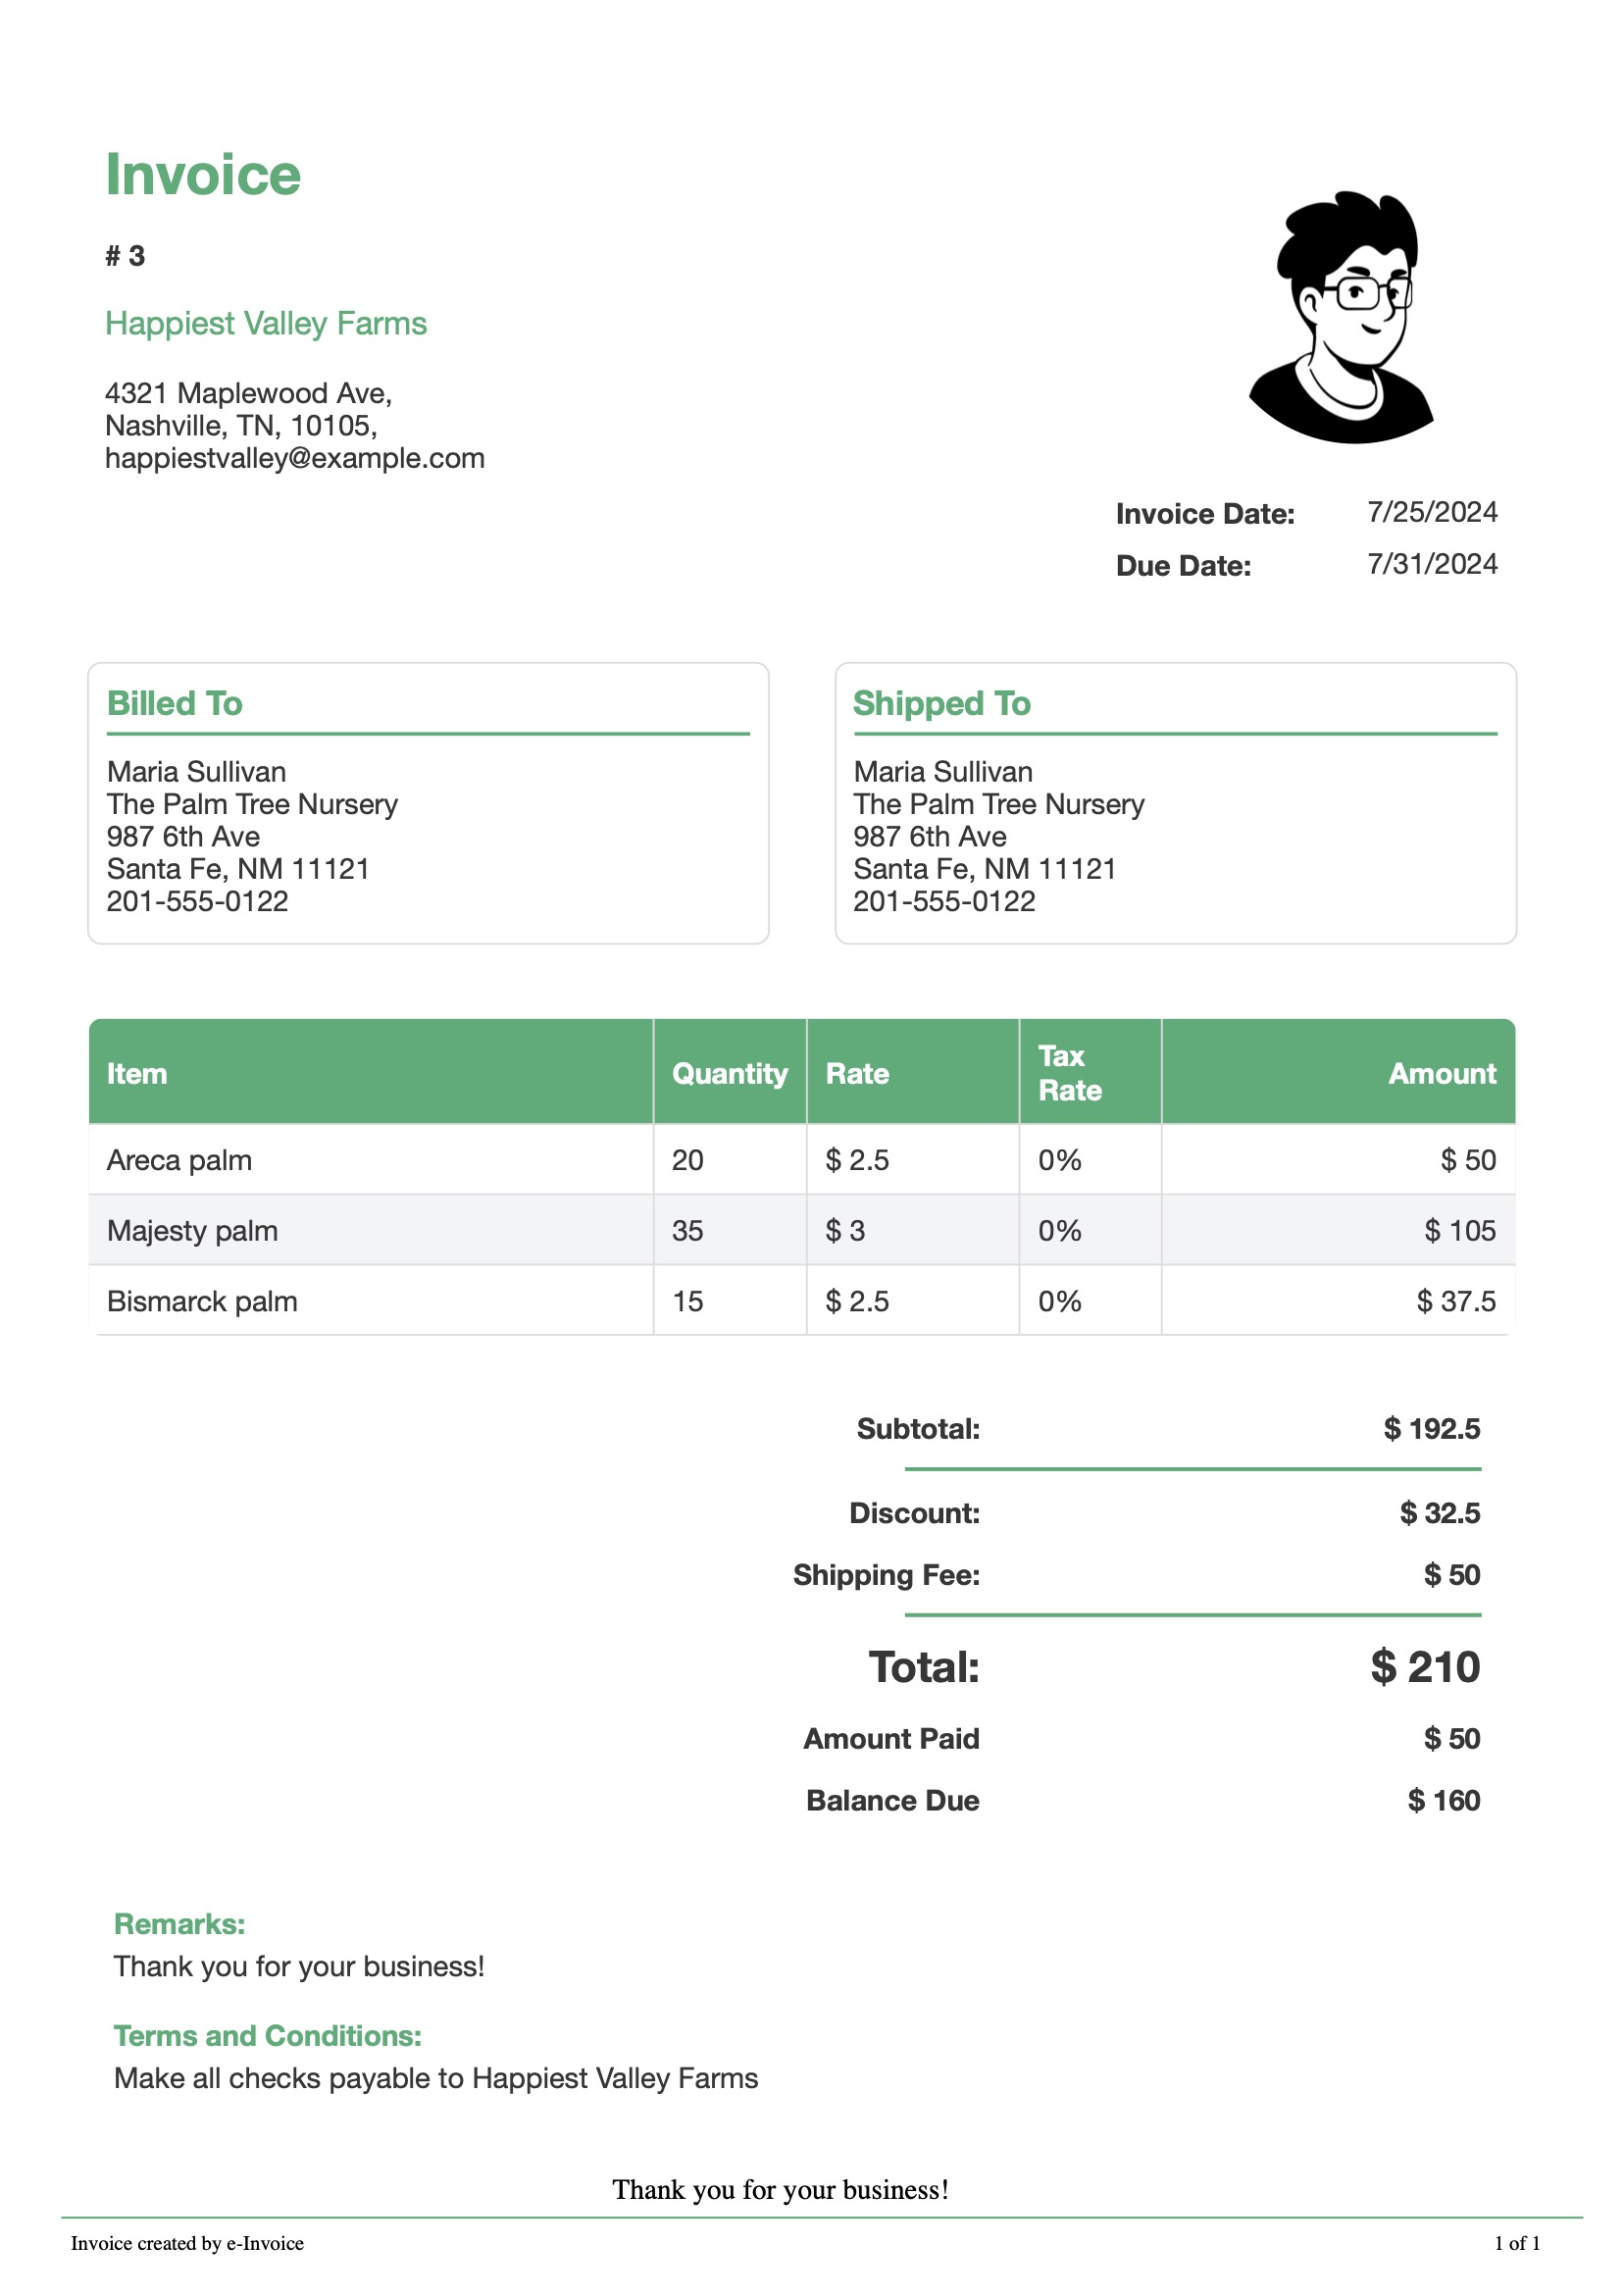 Invoice
# 3
Happiest Valley Farms
4321 Maplewood Ave,
Nashville, TN, 10105,
happiestvalley@example.com
Invoice Date: 7/25/2024
Due Date: 7/31/2024
Billed To
Maria Sullivan
The Palm Tree Nursery
987 6th Ave
Santa Fe, NM 11121
201-555-0122
Shipped To
Maria Sullivan
The Palm Tree Nursery
987 6th Ave
Santa Fe, NM 11121
201-555-0122
Item Quantity Rate Tax Rate Amount
Areca palm 20 $ 2.5 0% $ 50
Majesty palm 35 $ 3 0% $ 105
Bismarck palm 15 $ 2.5 0% $ 37.5
Subtotal: $ 192.5
Discount: $ 32.5
Shipping Fee: $ 50
Total: $ 210
Amount Paid $ 50
Balance Due $ 160
Remarks:
Thank you for your business!
Terms and Conditions:
Make all checks payable to Happiest Valley Farms
Thank you for your business!
Invoice created by e-Invoice 1 of 1